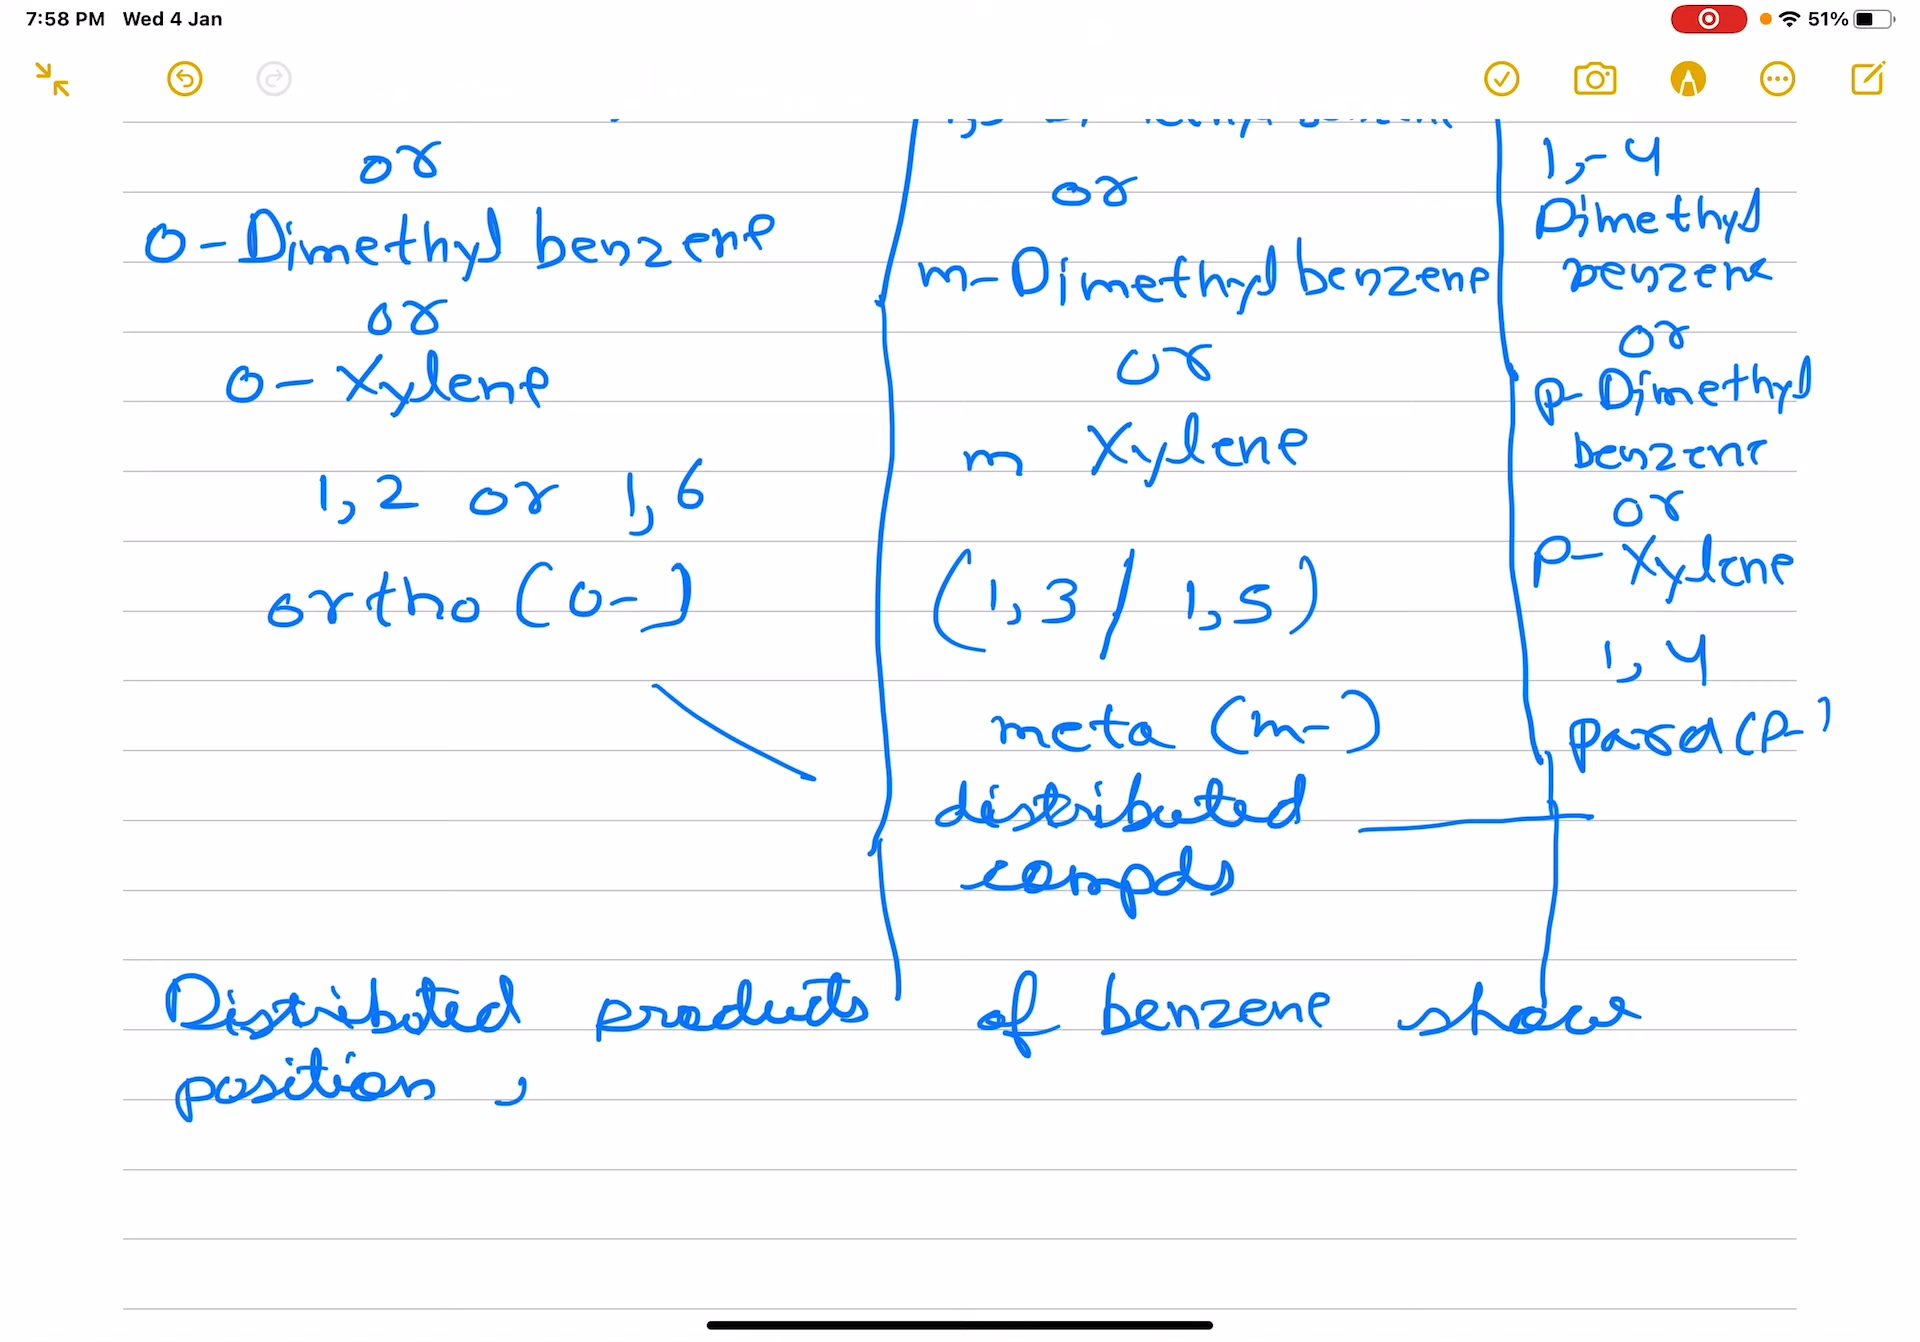 7:58 PM Wed 4 Jan
51%
or
o-Dimethyl benzene
or
o-Xylene
1,2 or 1,6
ortho (o-)
or
m-Dimethyl benzene
or
m Xylene
(1,3 / 1,5)
meta (m-)
distributed
compds
1,-4
Dimethyl
benzene
or
p-Dimethyl
benzene
or
p-Xylene
1,4
para (p-)
Distributed products of benzene show
position,